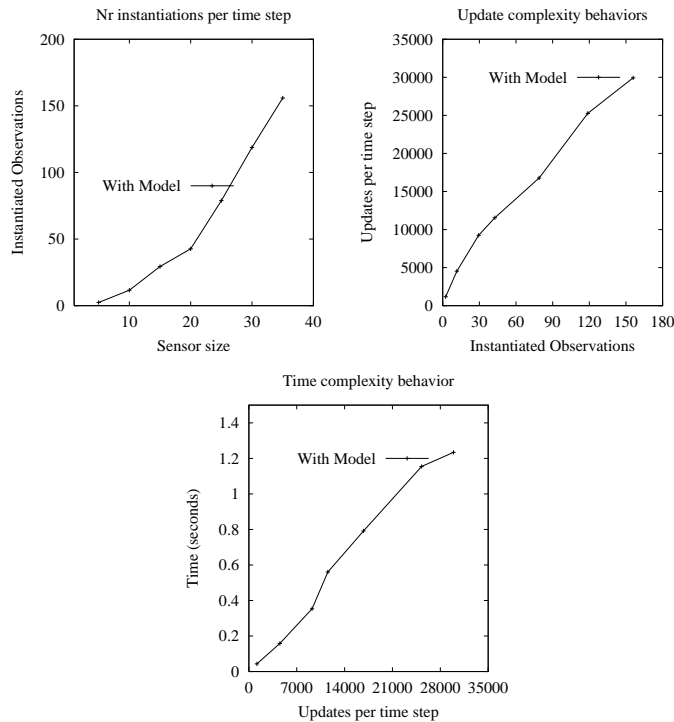 Nr instantiations per time step
200
150
100
50
0
Instantiated Observations
With Model
10 20 30 40
Sensor size
Update complexity behaviors
35000
30000
25000
20000
15000
10000
5000
0
Updates per time step
With Model
0 30 60 90 120 150 180
Instantiated Observations
Time complexity behavior
1.4
1.2
1
0.8
0.6
0.4
0.2
0
Time (seconds)
With Model
0 7000 14000 21000 28000 35000
Updates per time step